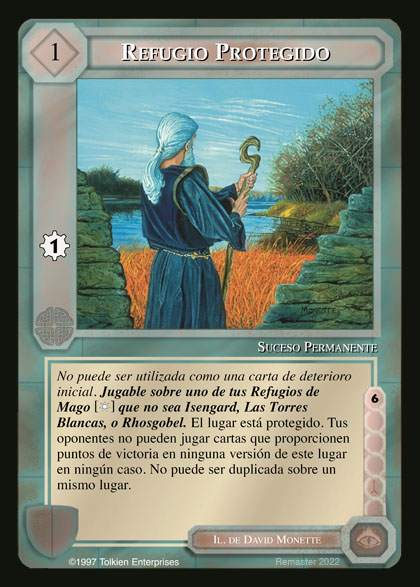 1
REFUGIO PROTEGIDO
1
MONETTE
SUCESO PERMANENTE
No puede ser utilizada como una carta de deterioro
inicial. Jugable sobre uno de tus Refugios de
Mago [☼] que no sea Isengard, Las Torres
Blancas, o Rhosgobel. El lugar está protegido. Tus
oponentes no pueden jugar cartas que proporcionen
puntos de victoria en ninguna versión de este lugar
en ningún caso. No puede ser duplicada sobre un
mismo lugar.
6
IL. DE DAVID MONETTE
©1997 Tolkien Enterprises
Remaster 2022